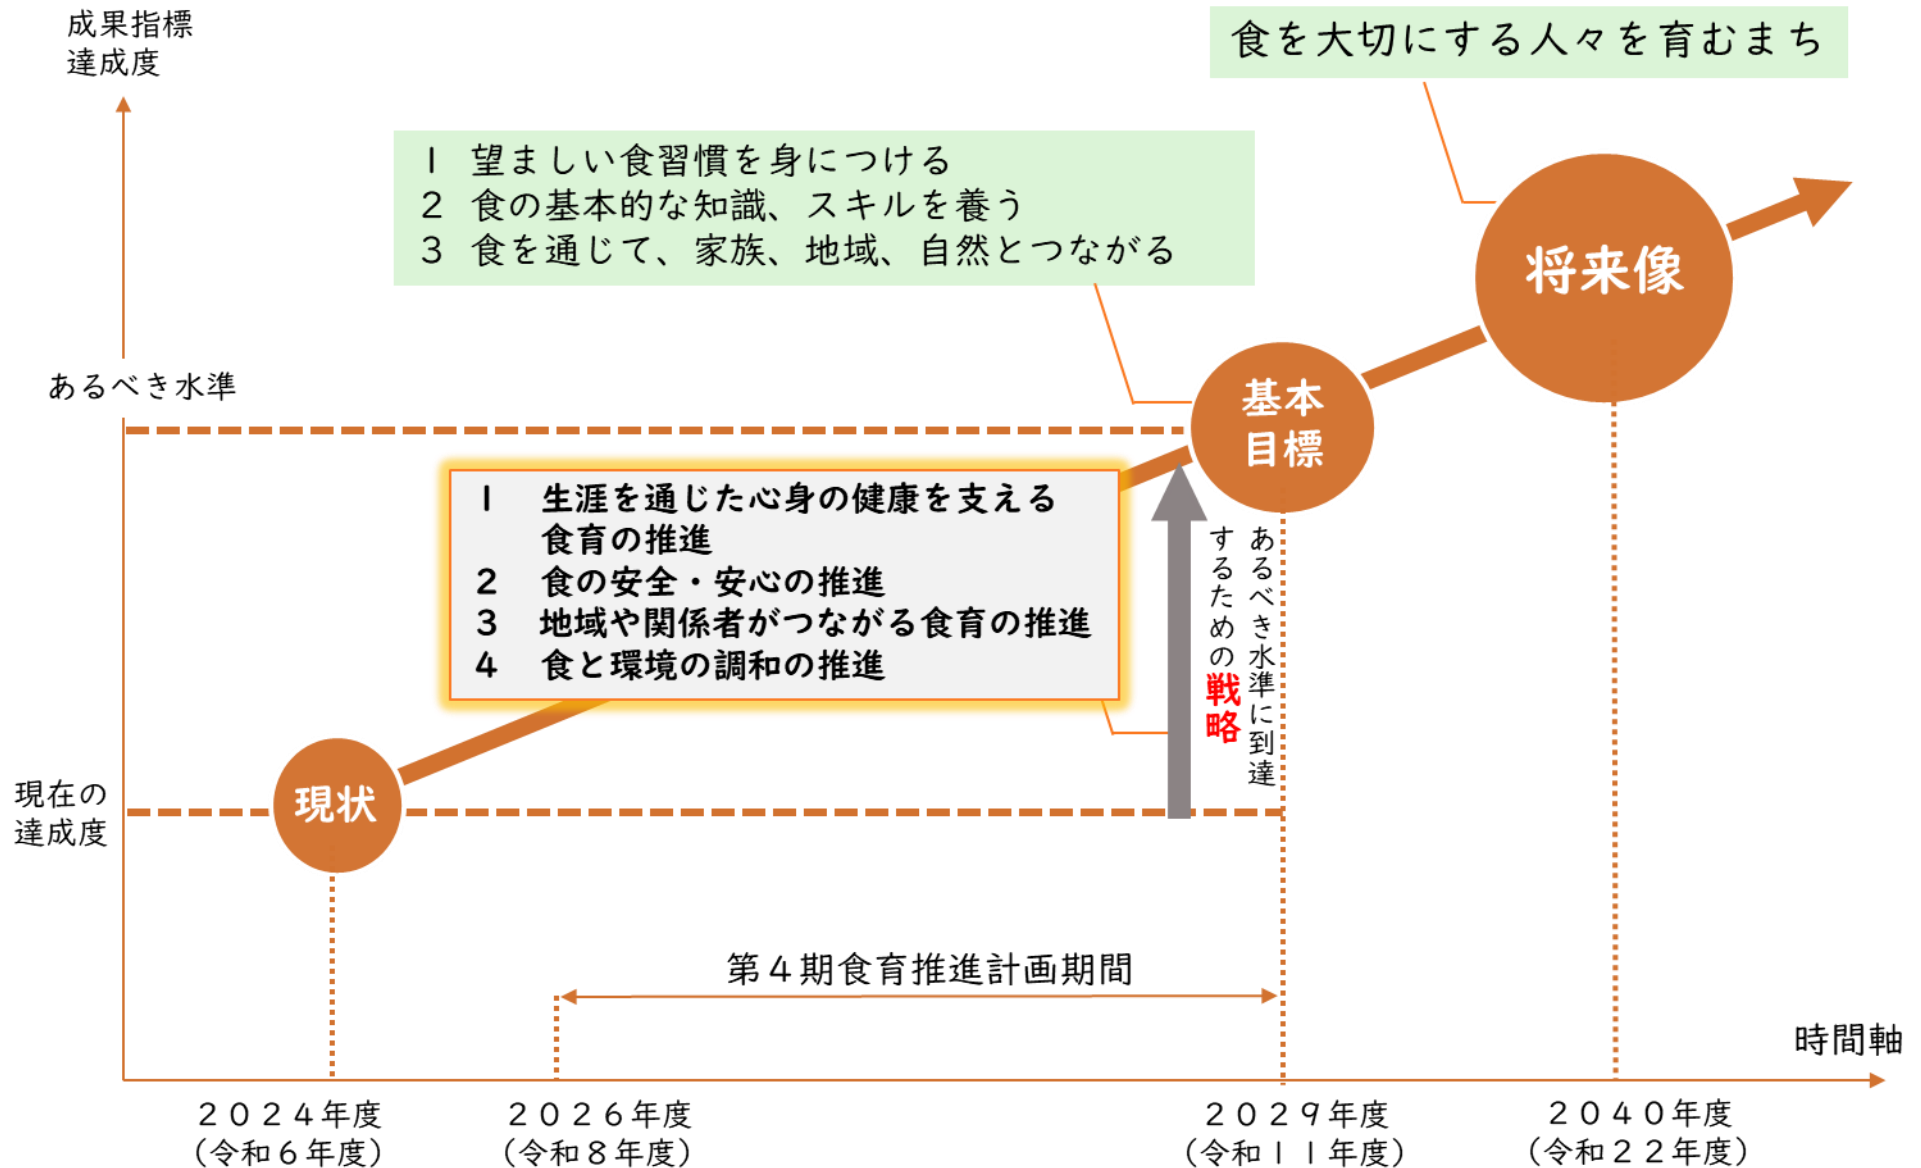 成果指標
達成度
食を大切にする人々を育むまち
1 望ましい食習慣を身につける
2 食の基本的な知識、スキルを養う
3 食を通じて、家族、地域、自然とつながる
将来像
あるべき水準
基本
目標
1 生涯を通じた心身の健康を支える
食育の推進
2 食の安全・安心の推進
3 地域や関係者がつながる食育の推進
4 食と環境の調和の推進
あるべき水準に到達
するための戦略
現在の
達成度
現状
第4期食育推進計画期間
時間軸
2024年度
(令和6年度)
2026年度
(令和8年度)
2029年度
(令和11年度)
2040年度
(令和22年度)